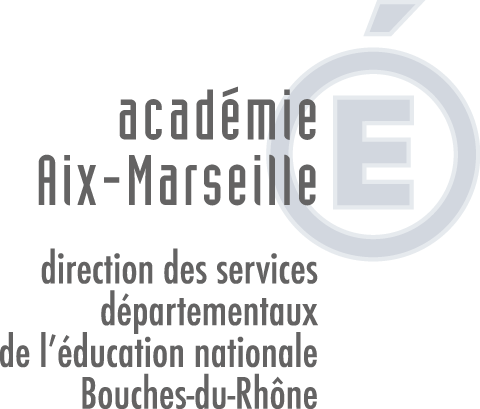 académie
Aix-Marseille
É
direction des services
départementaux
de l'éducation nationale
Bouches-du-Rhône